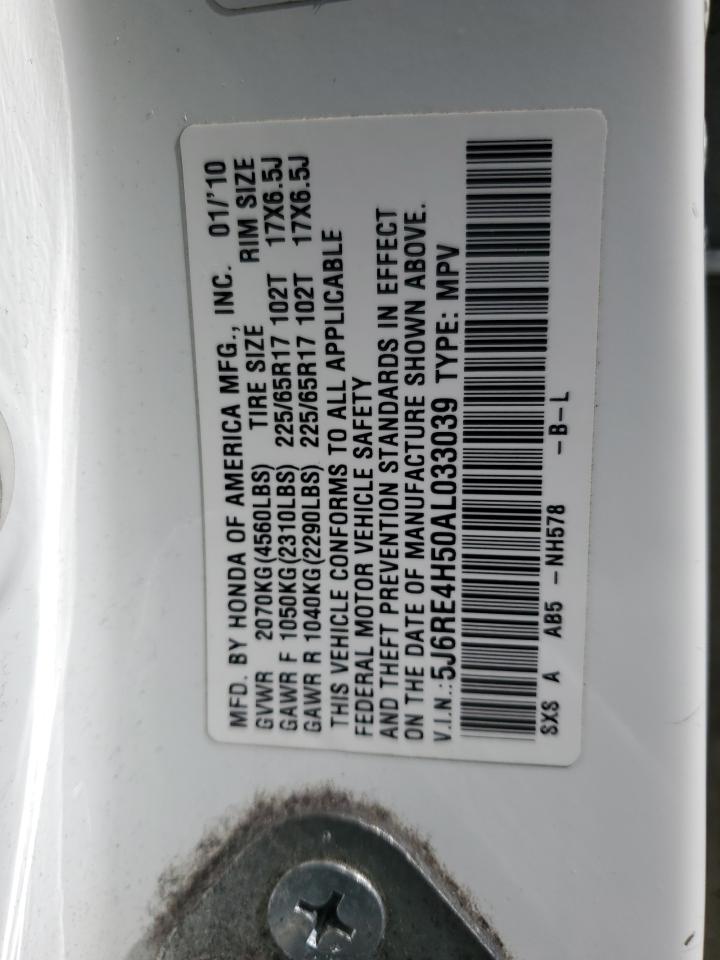 MFD. BY HONDA OF AMERICA MFG., INC. 01/'10
GVWR 2070KG(4560LBS) TIRE SIZE RIM SIZE
GAWR F 1050KG(2310LBS) 225/65R17 102T 17X6.5J
GAWR R 1040KG(2290LBS) 225/65R17 102T 17X6.5J
THIS VEHICLE CONFORMS TO ALL APPLICABLE
FEDERAL MOTOR VEHICLE SAFETY
AND THEFT PREVENTION STANDARDS IN EFFECT
ON THE DATE OF MANUFACTURE SHOWN ABOVE.
V.I.N.:5J6RE4H50AL033039 TYPE: MPV
SXS A AB5 -NH578 -B-L